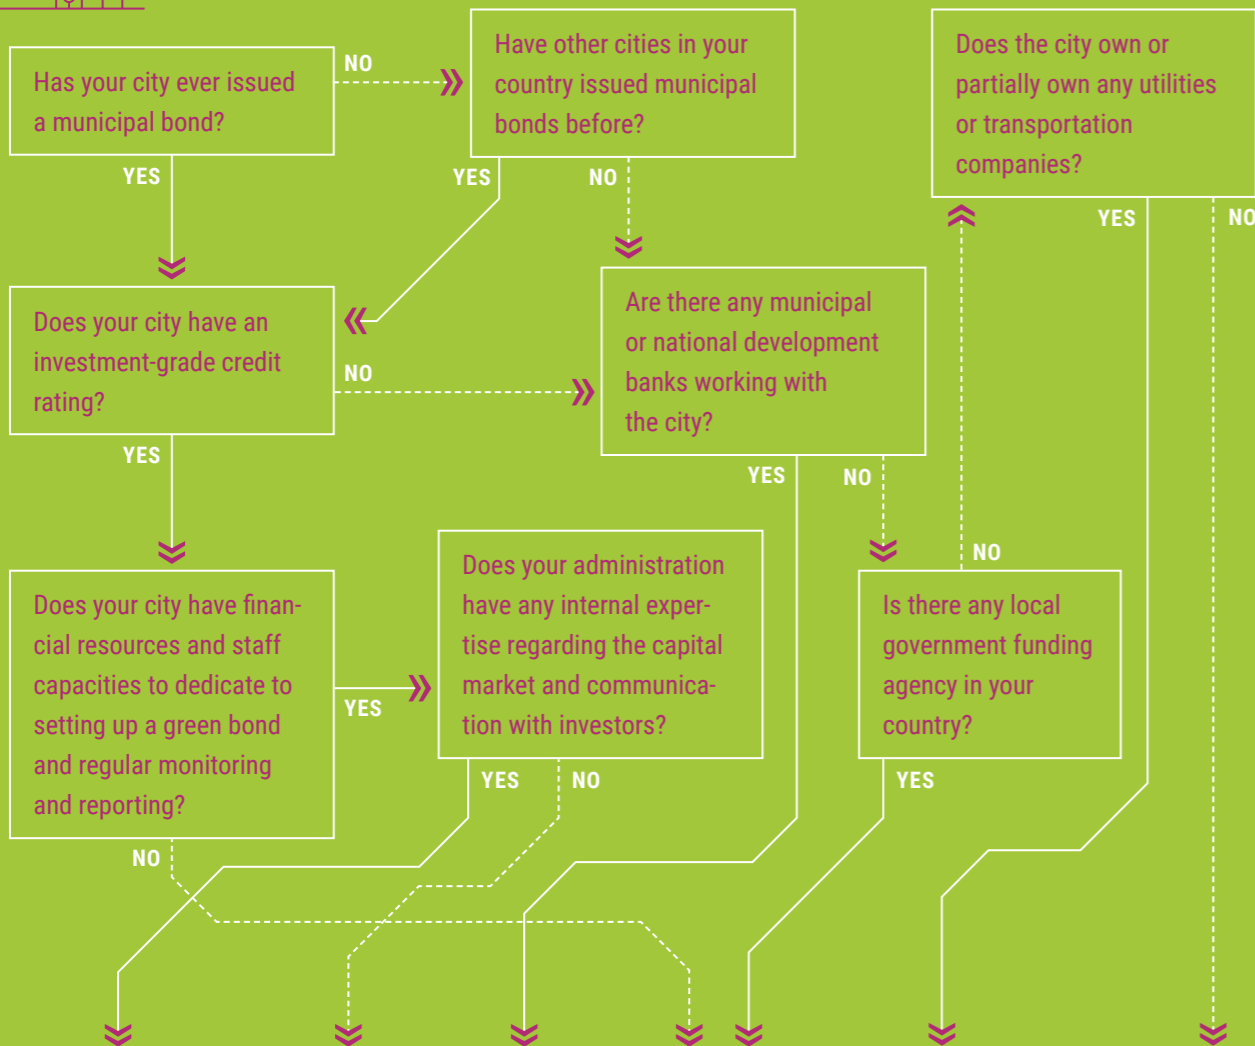 Has your city ever issued
a municipal bond?
NO
YES
Have other cities in your
country issued municipal
bonds before?
YES
NO
Does the city own or
partially own any utilities
or transportation
companies?
YES
NO
Does your city have an
investment-grade credit
rating?
NO
YES
Are there any municipal
or national development
banks working with
the city?
YES
NO
Does your city have finan-
cial resources and staff
capacities to dedicate to
setting up a green bond
and regular monitoring
and reporting?
YES
NO
Does your administration
have any internal exper-
tise regarding the capital
market and communica-
tion with investors?
YES
NO
NO
Is there any local
government funding
agency in your
country?
YES